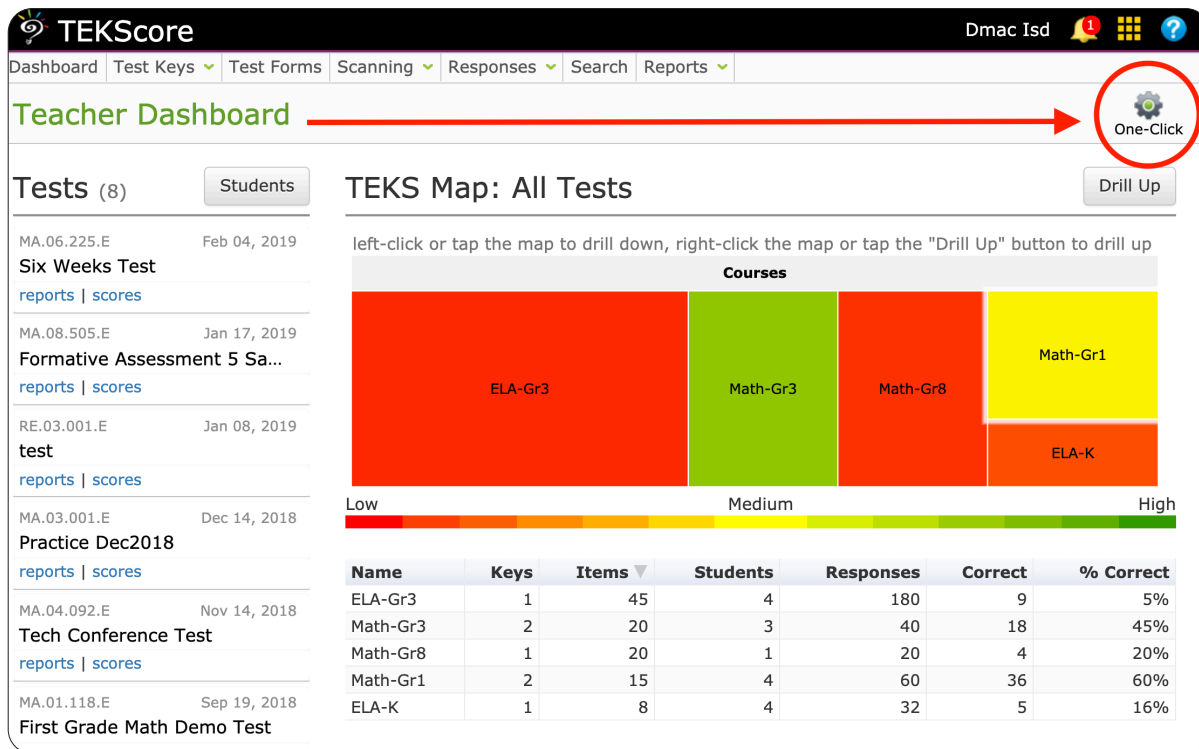 TEKScore
Dmac Isd 1 ?
Dashboard Test Keys Test Forms Scanning Responses Search Reports
Teacher Dashboard
One-Click
Tests (8) Students
MA.06.225.E Feb 04, 2019
Six Weeks Test
reports | scores
MA.08.505.E Jan 17, 2019
Formative Assessment 5 Sa...
reports | scores
RE.03.001.E Jan 08, 2019
test
reports | scores
MA.03.001.E Dec 14, 2018
Practice Dec2018
reports | scores
MA.04.092.E Nov 14, 2018
Tech Conference Test
reports | scores
MA.01.118.E Sep 19, 2018
First Grade Math Demo Test
TEKS Map: All Tests Drill Up
left-click or tap the map to drill down, right-click the map or tap the "Drill Up" button to drill up
Courses
ELA-Gr3
Math-Gr3
Math-Gr8
Math-Gr1
ELA-K
Low Medium High
Name Keys Items Students Responses Correct % Correct
ELA-Gr3 1 45 4 180 9 5%
Math-Gr3 2 20 3 40 18 45%
Math-Gr8 1 20 1 20 4 20%
Math-Gr1 2 15 4 60 36 60%
ELA-K 1 8 4 32 5 16%